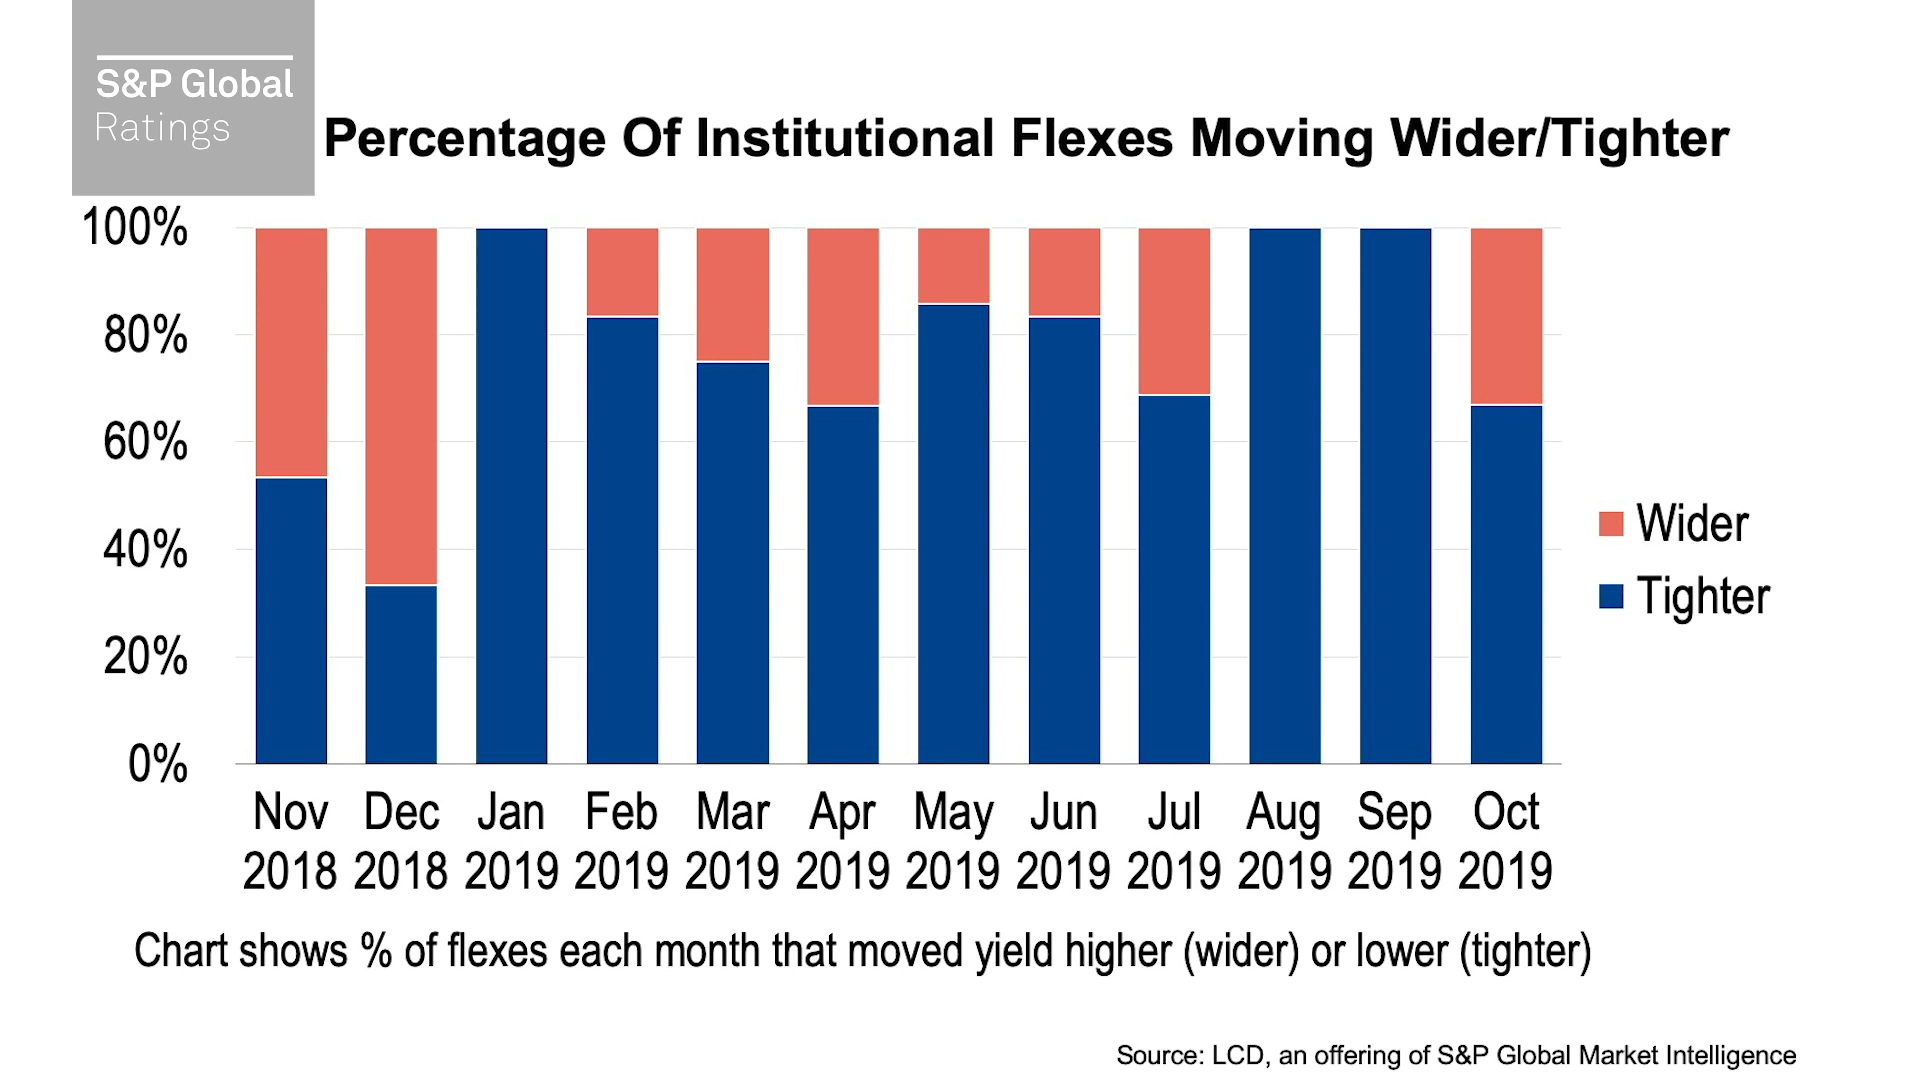 S&P Global
Ratings
Percentage Of Institutional Flexes Moving Wider/Tighter
100%
80%
60%
40%
20%
0%
Nov Dec Jan Feb Mar Apr May Jun Jul Aug Sep Oct
2018 2018 2019 2019 2019 2019 2019 2019 2019 2019 2019 2019
Wider
Tighter
Chart shows % of flexes each month that moved yield higher (wider) or lower (tighter)
Source: LCD, an offering of S&P Global Market Intelligence